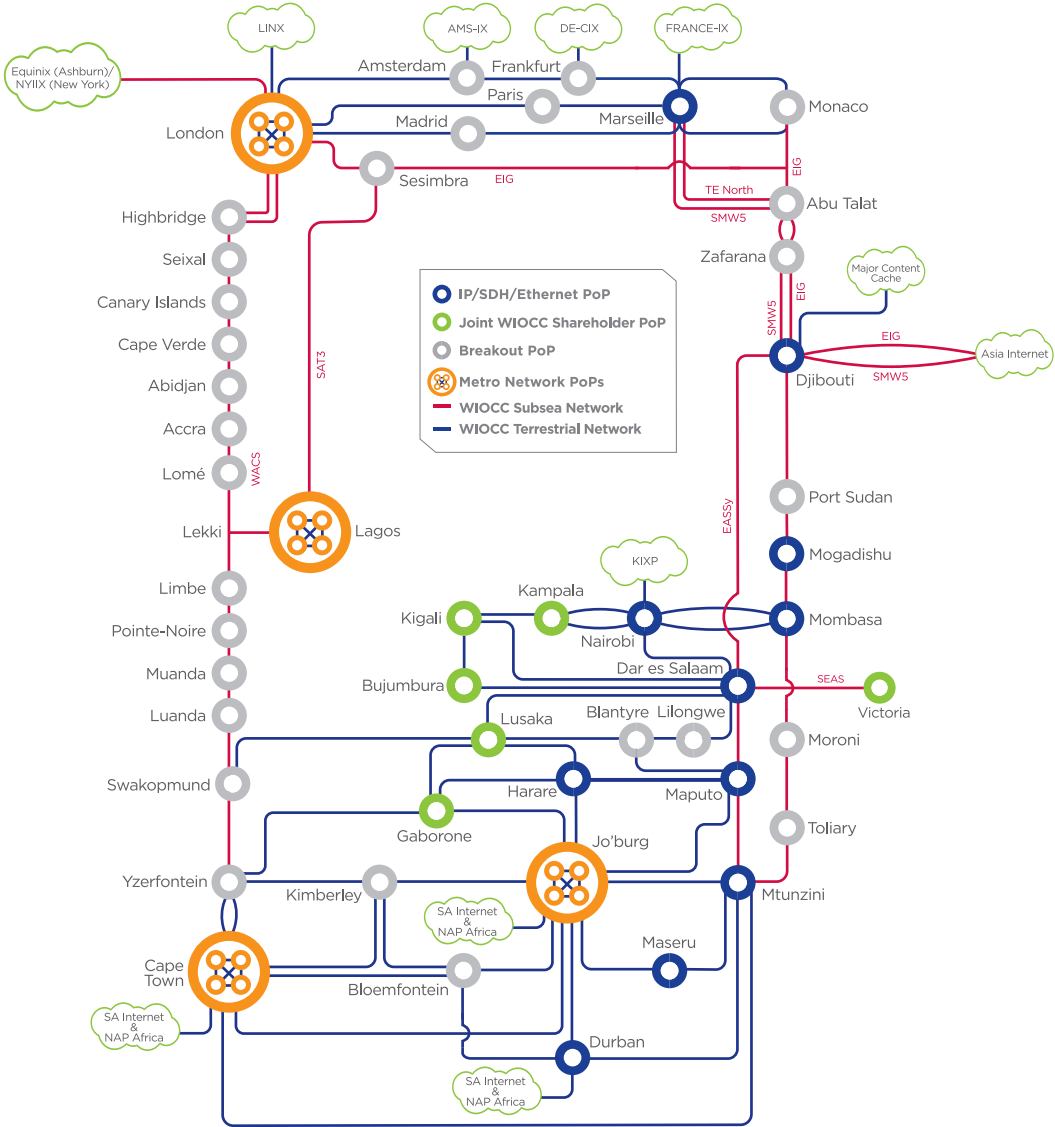 LINX
AMS-IX
DE-CIX
FRANCE-IX
Equinix (Ashburn)/
NYIIX (New York)
Amsterdam
Frankfurt
Paris
Madrid
Marseille
Monaco
London
Sesimbra
EIG
EIG
TE North
SMW5
Abu Talat
Highbridge
Seixal
Canary Islands
Cape Verde
Abidjan
Accra
Lomé
WACS
SAT3
Lekki
Lagos
Zafarana
Major Content
Cache
SMW5
EIG
EIG
SMW5
Asia Internet
Djibouti
IP/SDH/Ethernet PoP
Joint WIOCC Shareholder PoP
Breakout PoP
Metro Network PoPs
WIOCC Subsea Network
WIOCC Terrestrial Network
EASSy
Port Sudan
Mogadishu
KIXP
Limbe
Pointe-Noire
Muanda
Luanda
Swakopmund
Kampala
Kigali
Nairobi
Mombasa
Bujumbura
Dar es Salaam
SEAS
Victoria
Lusaka
Blantyre
Lilongwe
Moroni
Harare
Maputo
Gaborone
Toliary
Jo'burg
Yzerfontein
Kimberley
Mtunzini
SA Internet
&
NAP Africa
Maseru
Cape
Town
Bloemfontein
SA Internet
&
NAP Africa
Durban
SA Internet
&
NAP Africa